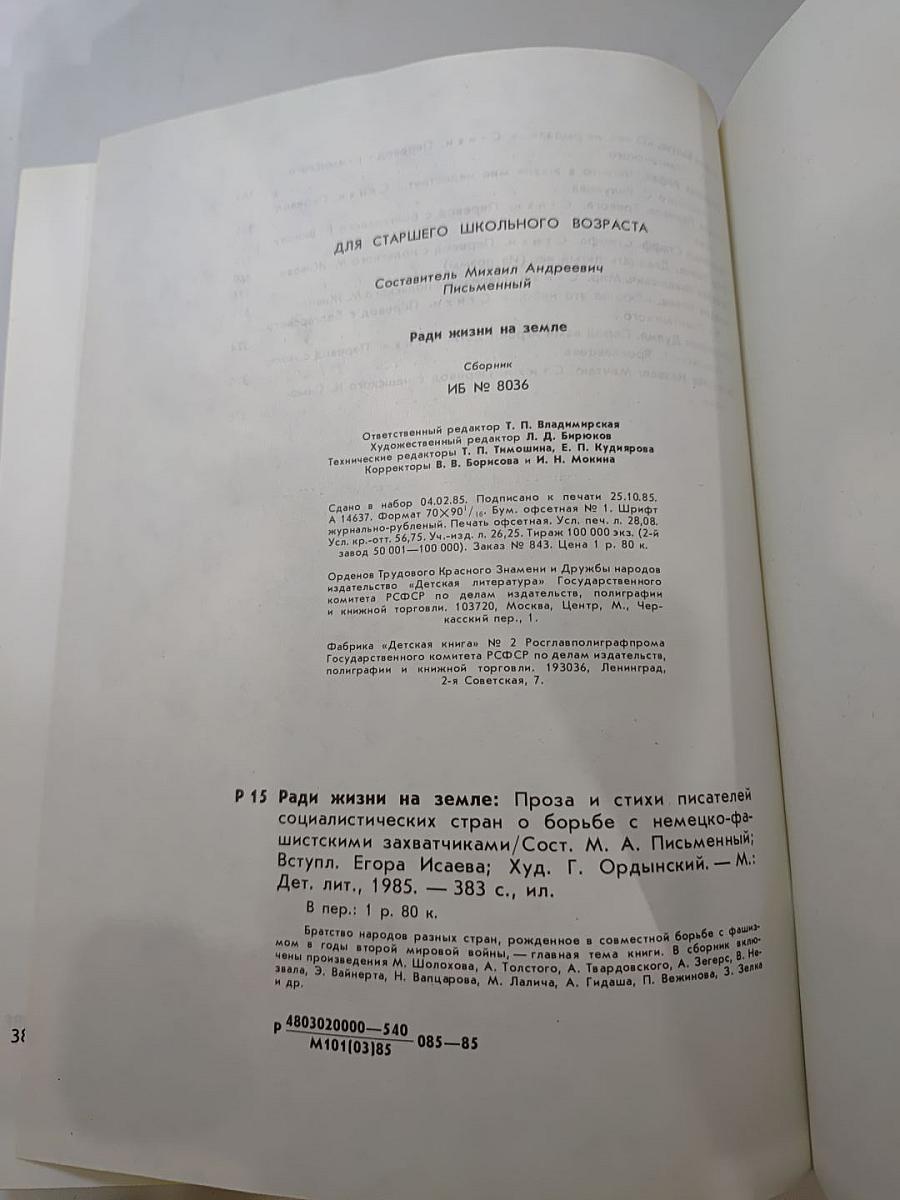 ДЛЯ СТАРШЕГО ШКОЛЬНОГО ВОЗРАСТА
Составитель Михаил Андреевич
Письменный
Ради жизни на земле
Сборник
ИБ № 8036
Ответственный редактор Т. П. Владимирская
Художественный редактор Л. Д. Бирюков
Технические редакторы Т. П. Тимошина, Е. П. Кудиярова
Корректоры В. В. Борисова и И. Н. Мокина
Сдано в набор 04.02.85. Подписано к печати 25.10.85.
А 14637. Формат 70×90¹/₁₆. Бум. офсетная № 1. Шрифт
журнально-рубленый. Печать офсетная. Усл. печ. л. 28,08.
Усл. кр.-отт. 56,75. Уч.-изд. л. 26,25. Тираж 100 000 экз. (2-й
завод 50 001—100 000). Заказ № 843. Цена 1 р. 80 к.
Орденов Трудового Красного Знамени и Дружбы народов
издательство «Детская литература» Государственного
комитета РСФСР по делам издательств, полиграфии
и книжной торговли. 103720, Москва, Центр, М., Чер-
касский пер., 1.
Фабрика «Детская книга» № 2 Росглавполиграфпрома
Государственного комитета РСФСР по делам издательств,
полиграфии и книжной торговли. 193036, Ленинград,
2-я Советская, 7.
Р 15 Ради жизни на земле: Проза и стихи писателей
социалистических стран о борьбе с немецко-фа-
шистскими захватчиками/Сост. М. А. Письменный;
Вступл. Егора Исаева; Худ. Г. Ордынский. — М.:
Дет. лит., 1985. — 383 с., ил.
В пер.: 1 р. 80 к.
Братство народов разных стран, рожденное в совместной борьбе с фашиз-
мом в годы второй мировой войны, — главная тема книги. В сборник вклю-
чены произведения М. Шолохова, А. Толстого, А. Твардовского, А. Зегерс, В. Не-
звала, Э. Вайнерта, Н. Вапцарова, М. Лалича, А. Гидаша, П. Вежинова, З. Зелка
и др.
Р 4803020000—540 085—85
М101(03)85
38